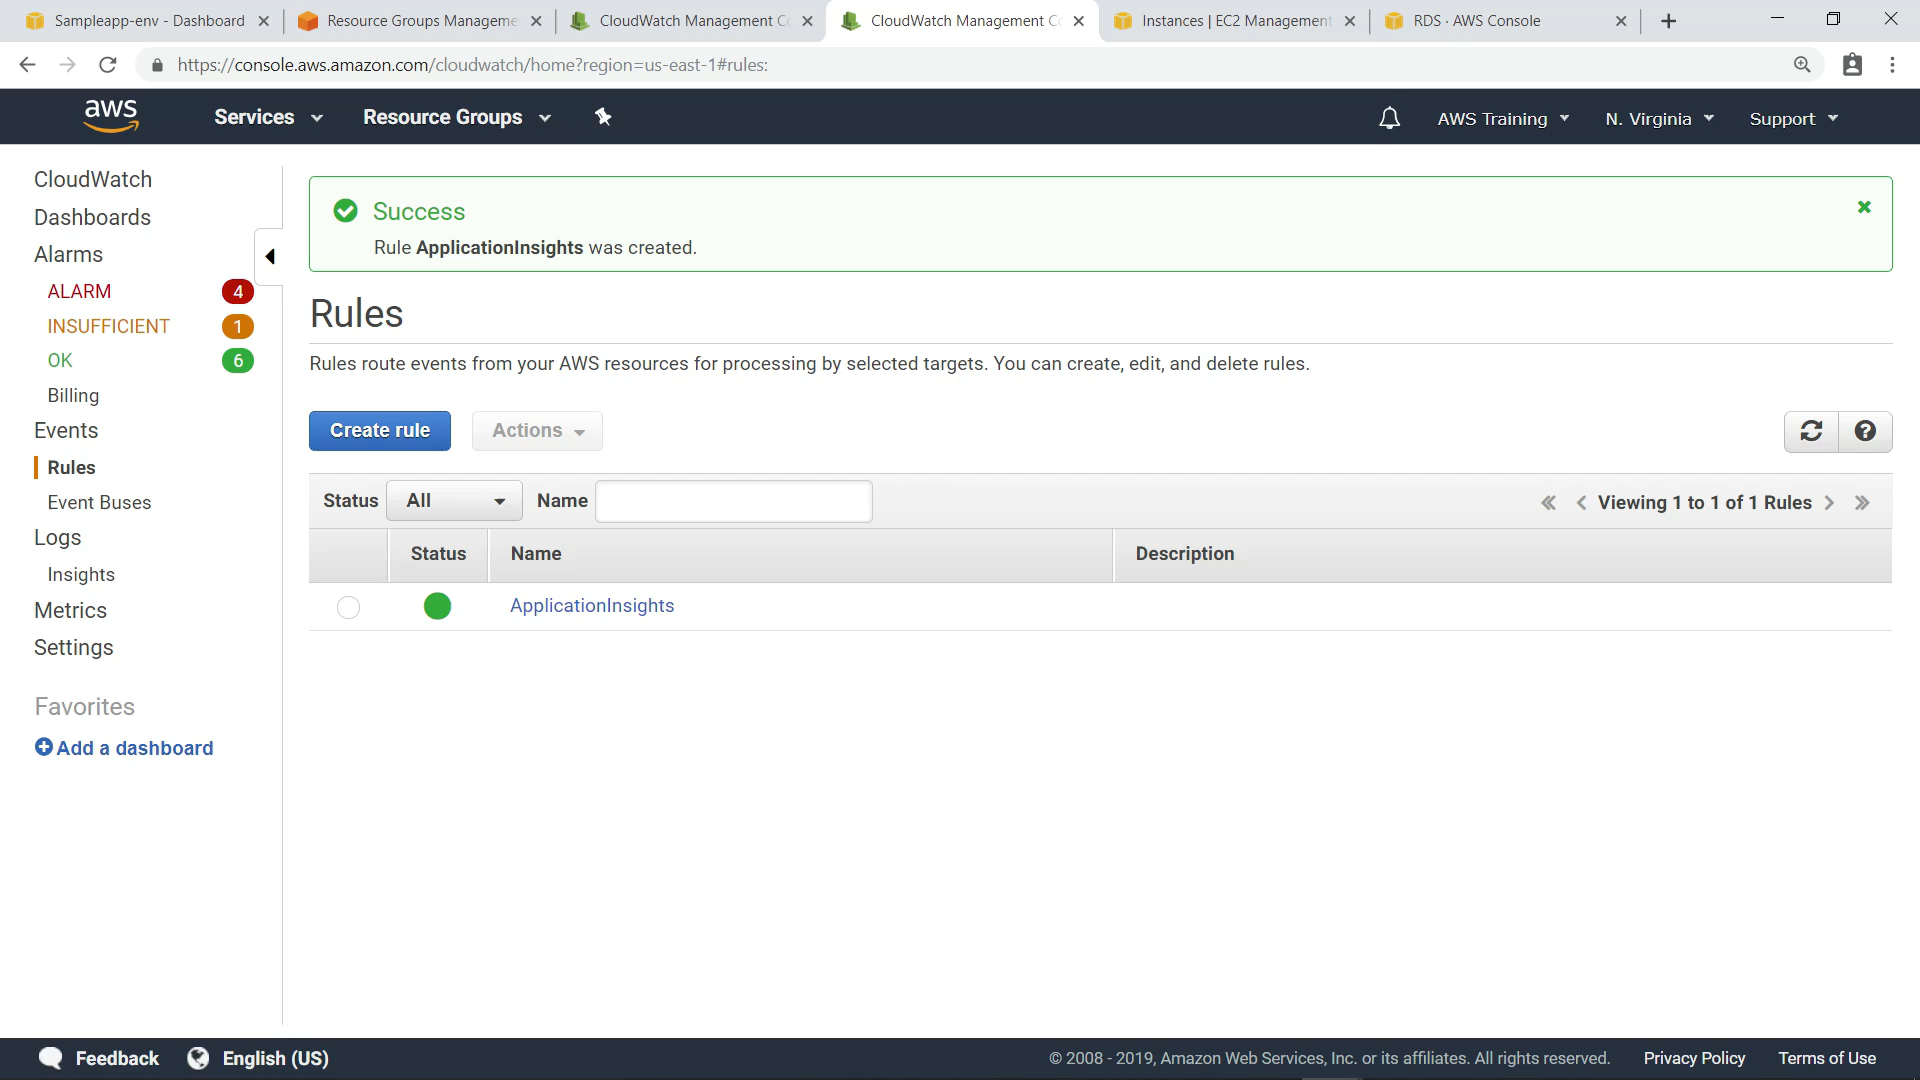 Sampleapp-env - Dashboard
Resource Groups Manageme
CloudWatch Management Co
CloudWatch Management Co
Instances | EC2 Management
RDS · AWS Console
https://console.aws.amazon.com/cloudwatch/home?region=us-east-1#rules:
aws
Services
Resource Groups
AWS Training
N. Virginia
Support
CloudWatch
Dashboards
Alarms
ALARM 4
INSUFFICIENT 1
OK 6
Billing
Events
Rules
Event Buses
Logs
Insights
Metrics
Settings
Favorites
Add a dashboard
Success
Rule ApplicationInsights was created.
Rules
Rules route events from your AWS resources for processing by selected targets. You can create, edit, and delete rules.
Create rule
Actions
Status All Name
« < Viewing 1 to 1 of 1 Rules > »
Status Name Description
ApplicationInsights
Feedback
English (US)
© 2008 - 2019, Amazon Web Services, Inc. or its affiliates. All rights reserved.
Privacy Policy
Terms of Use